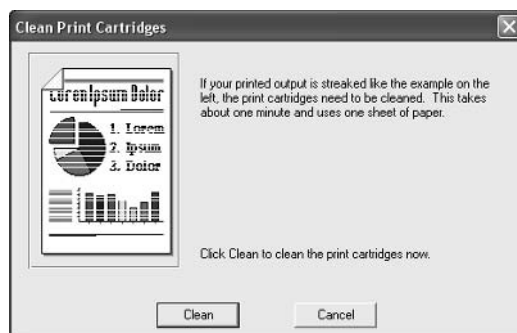 Clean Print Cartridges
Lorem Ipsum Dolor
1. Lorem
2. Ipsum
3. Dolor
If your printed output is streaked like the example on the
left, the print cartridges need to be cleaned. This takes
about one minute and uses one sheet of paper.
Click Clean to clean the print cartridges now.
Clean
Cancel